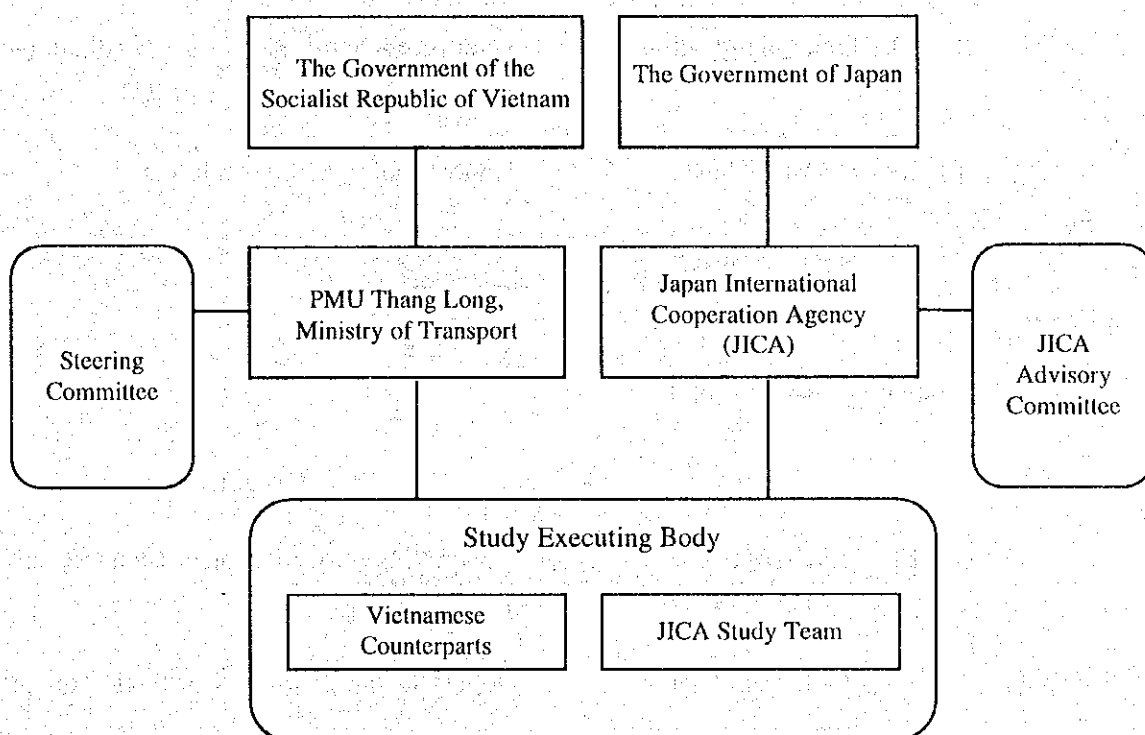 The Government of the
Socialist Republic of Vietnam
The Government of Japan
Steering
Committee
PMU Thang Long,
Ministry of Transport
Japan International
Cooperation Agency
(JICA)
JICA
Advisory
Committee
Study Executing Body
Vietnamese
Counterparts
JICA Study Team